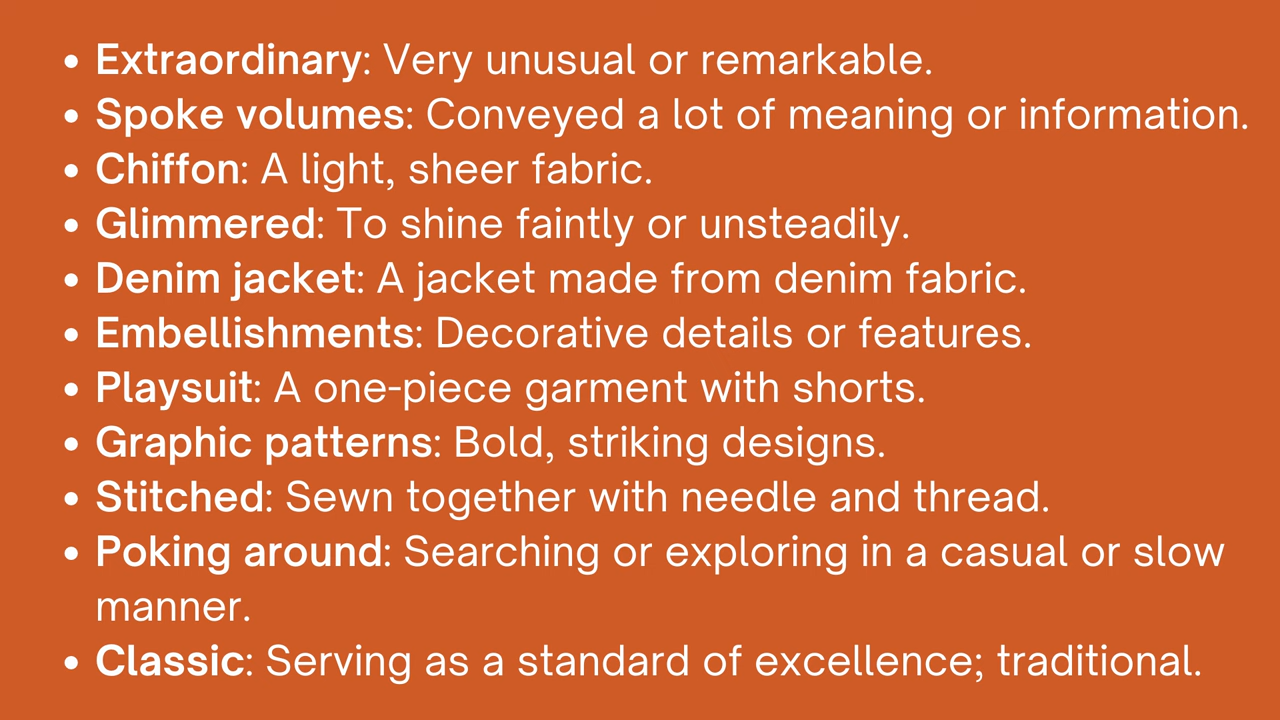 • Extraordinary: Very unusual or remarkable.
• Spoke volumes: Conveyed a lot of meaning or information.
• Chiffon: A light, sheer fabric.
• Glimmered: To shine faintly or unsteadily.
• Denim jacket: A jacket made from denim fabric.
• Embellishments: Decorative details or features.
• Playsuit: A one-piece garment with shorts.
• Graphic patterns: Bold, striking designs.
• Stitched: Sewn together with needle and thread.
• Poking around: Searching or exploring in a casual or slow
manner.
• Classic: Serving as a standard of excellence; traditional.